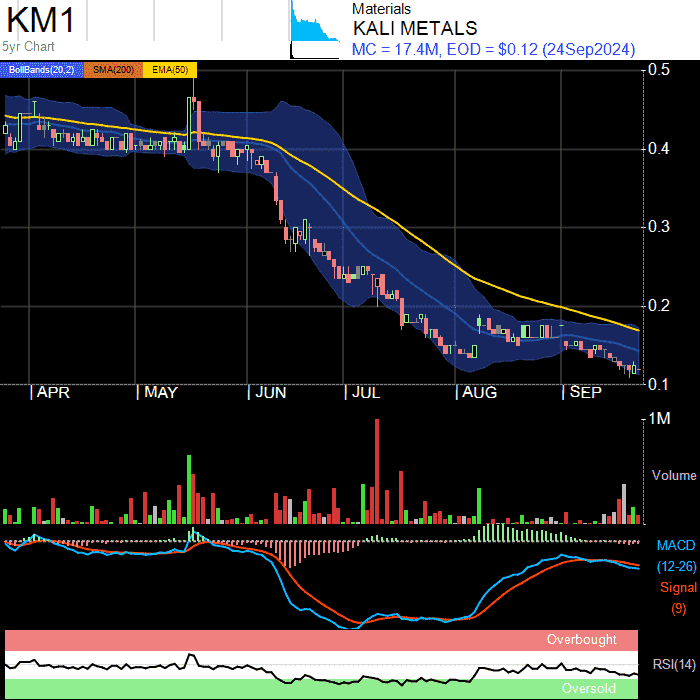 KM1
5yr Chart
Materials
KALI METALS
MC = 17.4M, EOD = $0.12 (24Sep2024)
BollBands(20,2) SMA(200) EMA(50)
0.5
0.4
0.3
0.2
0.1
APR MAY JUN JUL AUG SEP
1M
Volume
MACD
(12-26)
Signal
(9)
Overbought
RSI(14)
Oversold